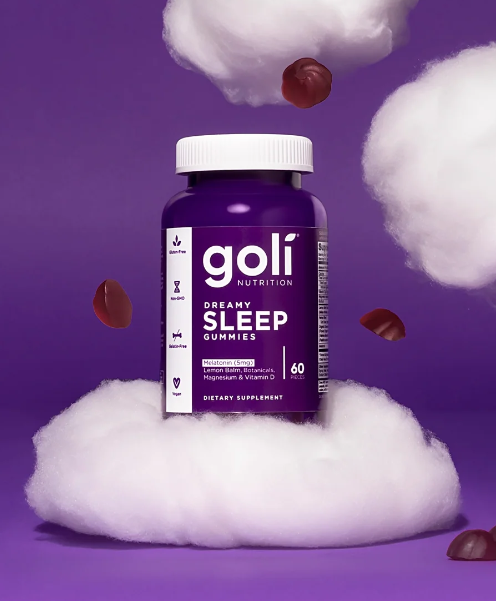 goli®
NUTRITION
DREAMY
SLEEP
GUMMIES
Melatonin (5mg)
Lemon Balm, Botanicals,
Magnesium & Vitamin D
60
PIECES
DIETARY SUPPLEMENT
Gluten-Free
Non-GMO
Gelatin-Free
Vegan